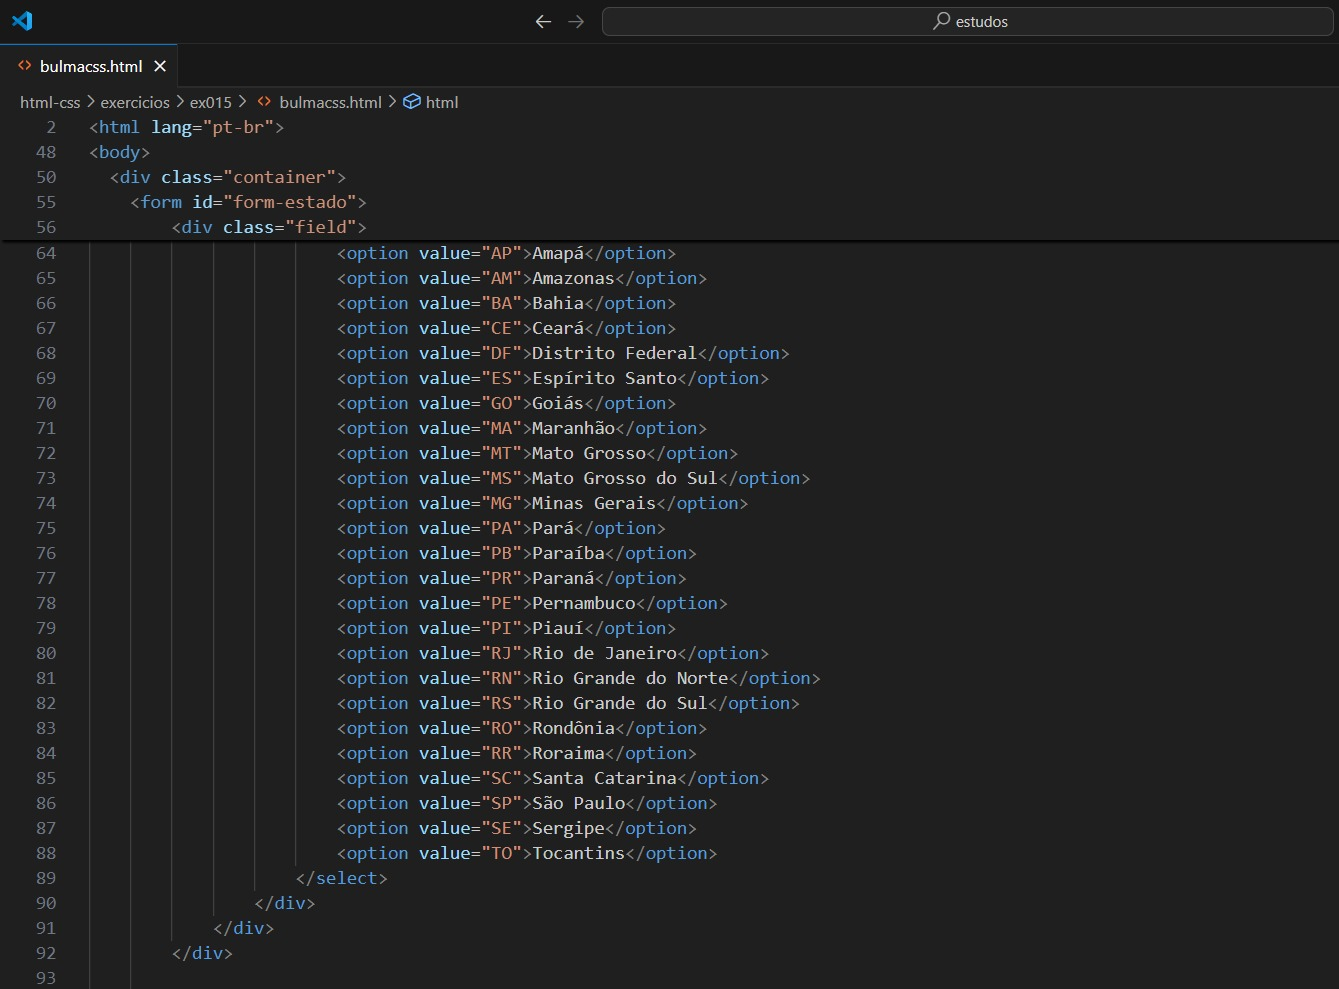 estudos
bulmacss.html
html-css > exercicios > ex015 > bulmacss.html > html
2 <html lang="pt-br">
48 <body>
50 <div class="container">
55 <form id="form-estado">
56 <div class="field">
64 <option value="AP">Amapá</option>
65 <option value="AM">Amazonas</option>
66 <option value="BA">Bahia</option>
67 <option value="CE">Ceará</option>
68 <option value="DF">Distrito Federal</option>
69 <option value="ES">Espírito Santo</option>
70 <option value="GO">Goiás</option>
71 <option value="MA">Maranhão</option>
72 <option value="MT">Mato Grosso</option>
73 <option value="MS">Mato Grosso do Sul</option>
74 <option value="MG">Minas Gerais</option>
75 <option value="PA">Pará</option>
76 <option value="PB">Paraíba</option>
77 <option value="PR">Paraná</option>
78 <option value="PE">Pernambuco</option>
79 <option value="PI">Piauí</option>
80 <option value="RJ">Rio de Janeiro</option>
81 <option value="RN">Rio Grande do Norte</option>
82 <option value="RS">Rio Grande do Sul</option>
83 <option value="RO">Rondônia</option>
84 <option value="RR">Roraima</option>
85 <option value="SC">Santa Catarina</option>
86 <option value="SP">São Paulo</option>
87 <option value="SE">Sergipe</option>
88 <option value="TO">Tocantins</option>
89 </select>
90 </div>
91 </div>
92 </div>
93